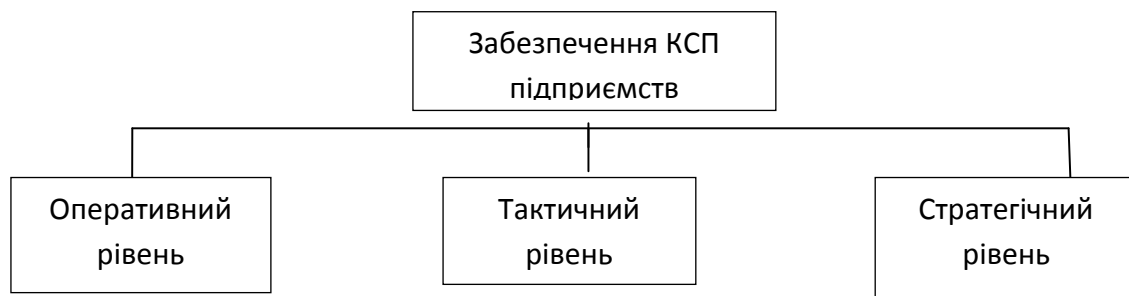 Забезпечення КСП
підприємств
Оперативний
рівень
Тактичний
рівень
Стратегічний
рівень